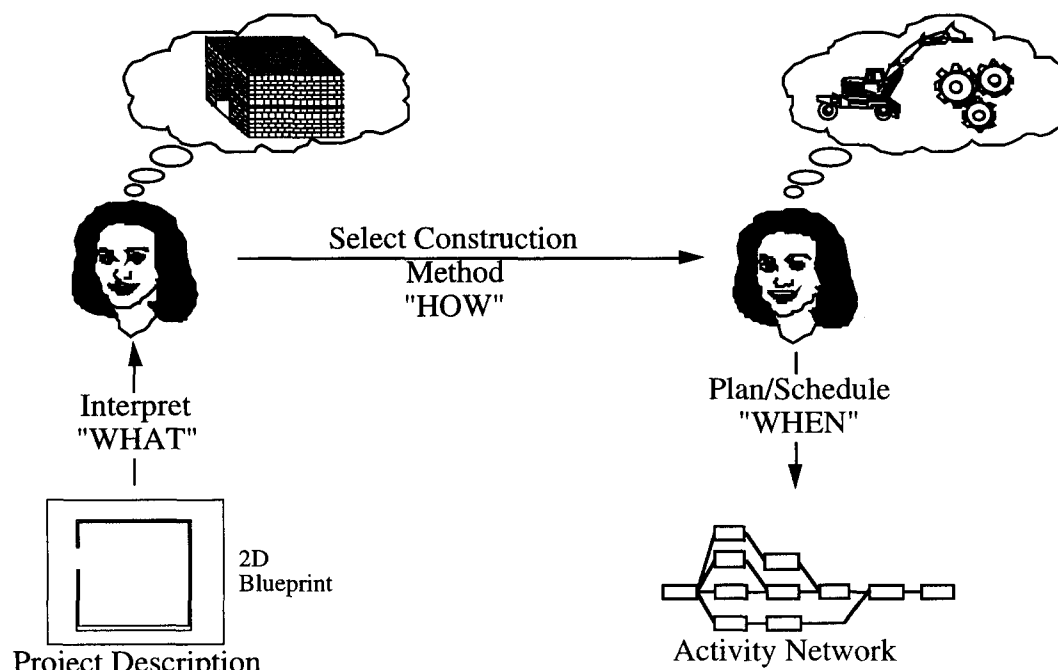 Select Construction
Method
"HOW"
Interpret
"WHAT"
Plan/Schedule
"WHEN"
2D
Blueprint
Project Description
Activity Network